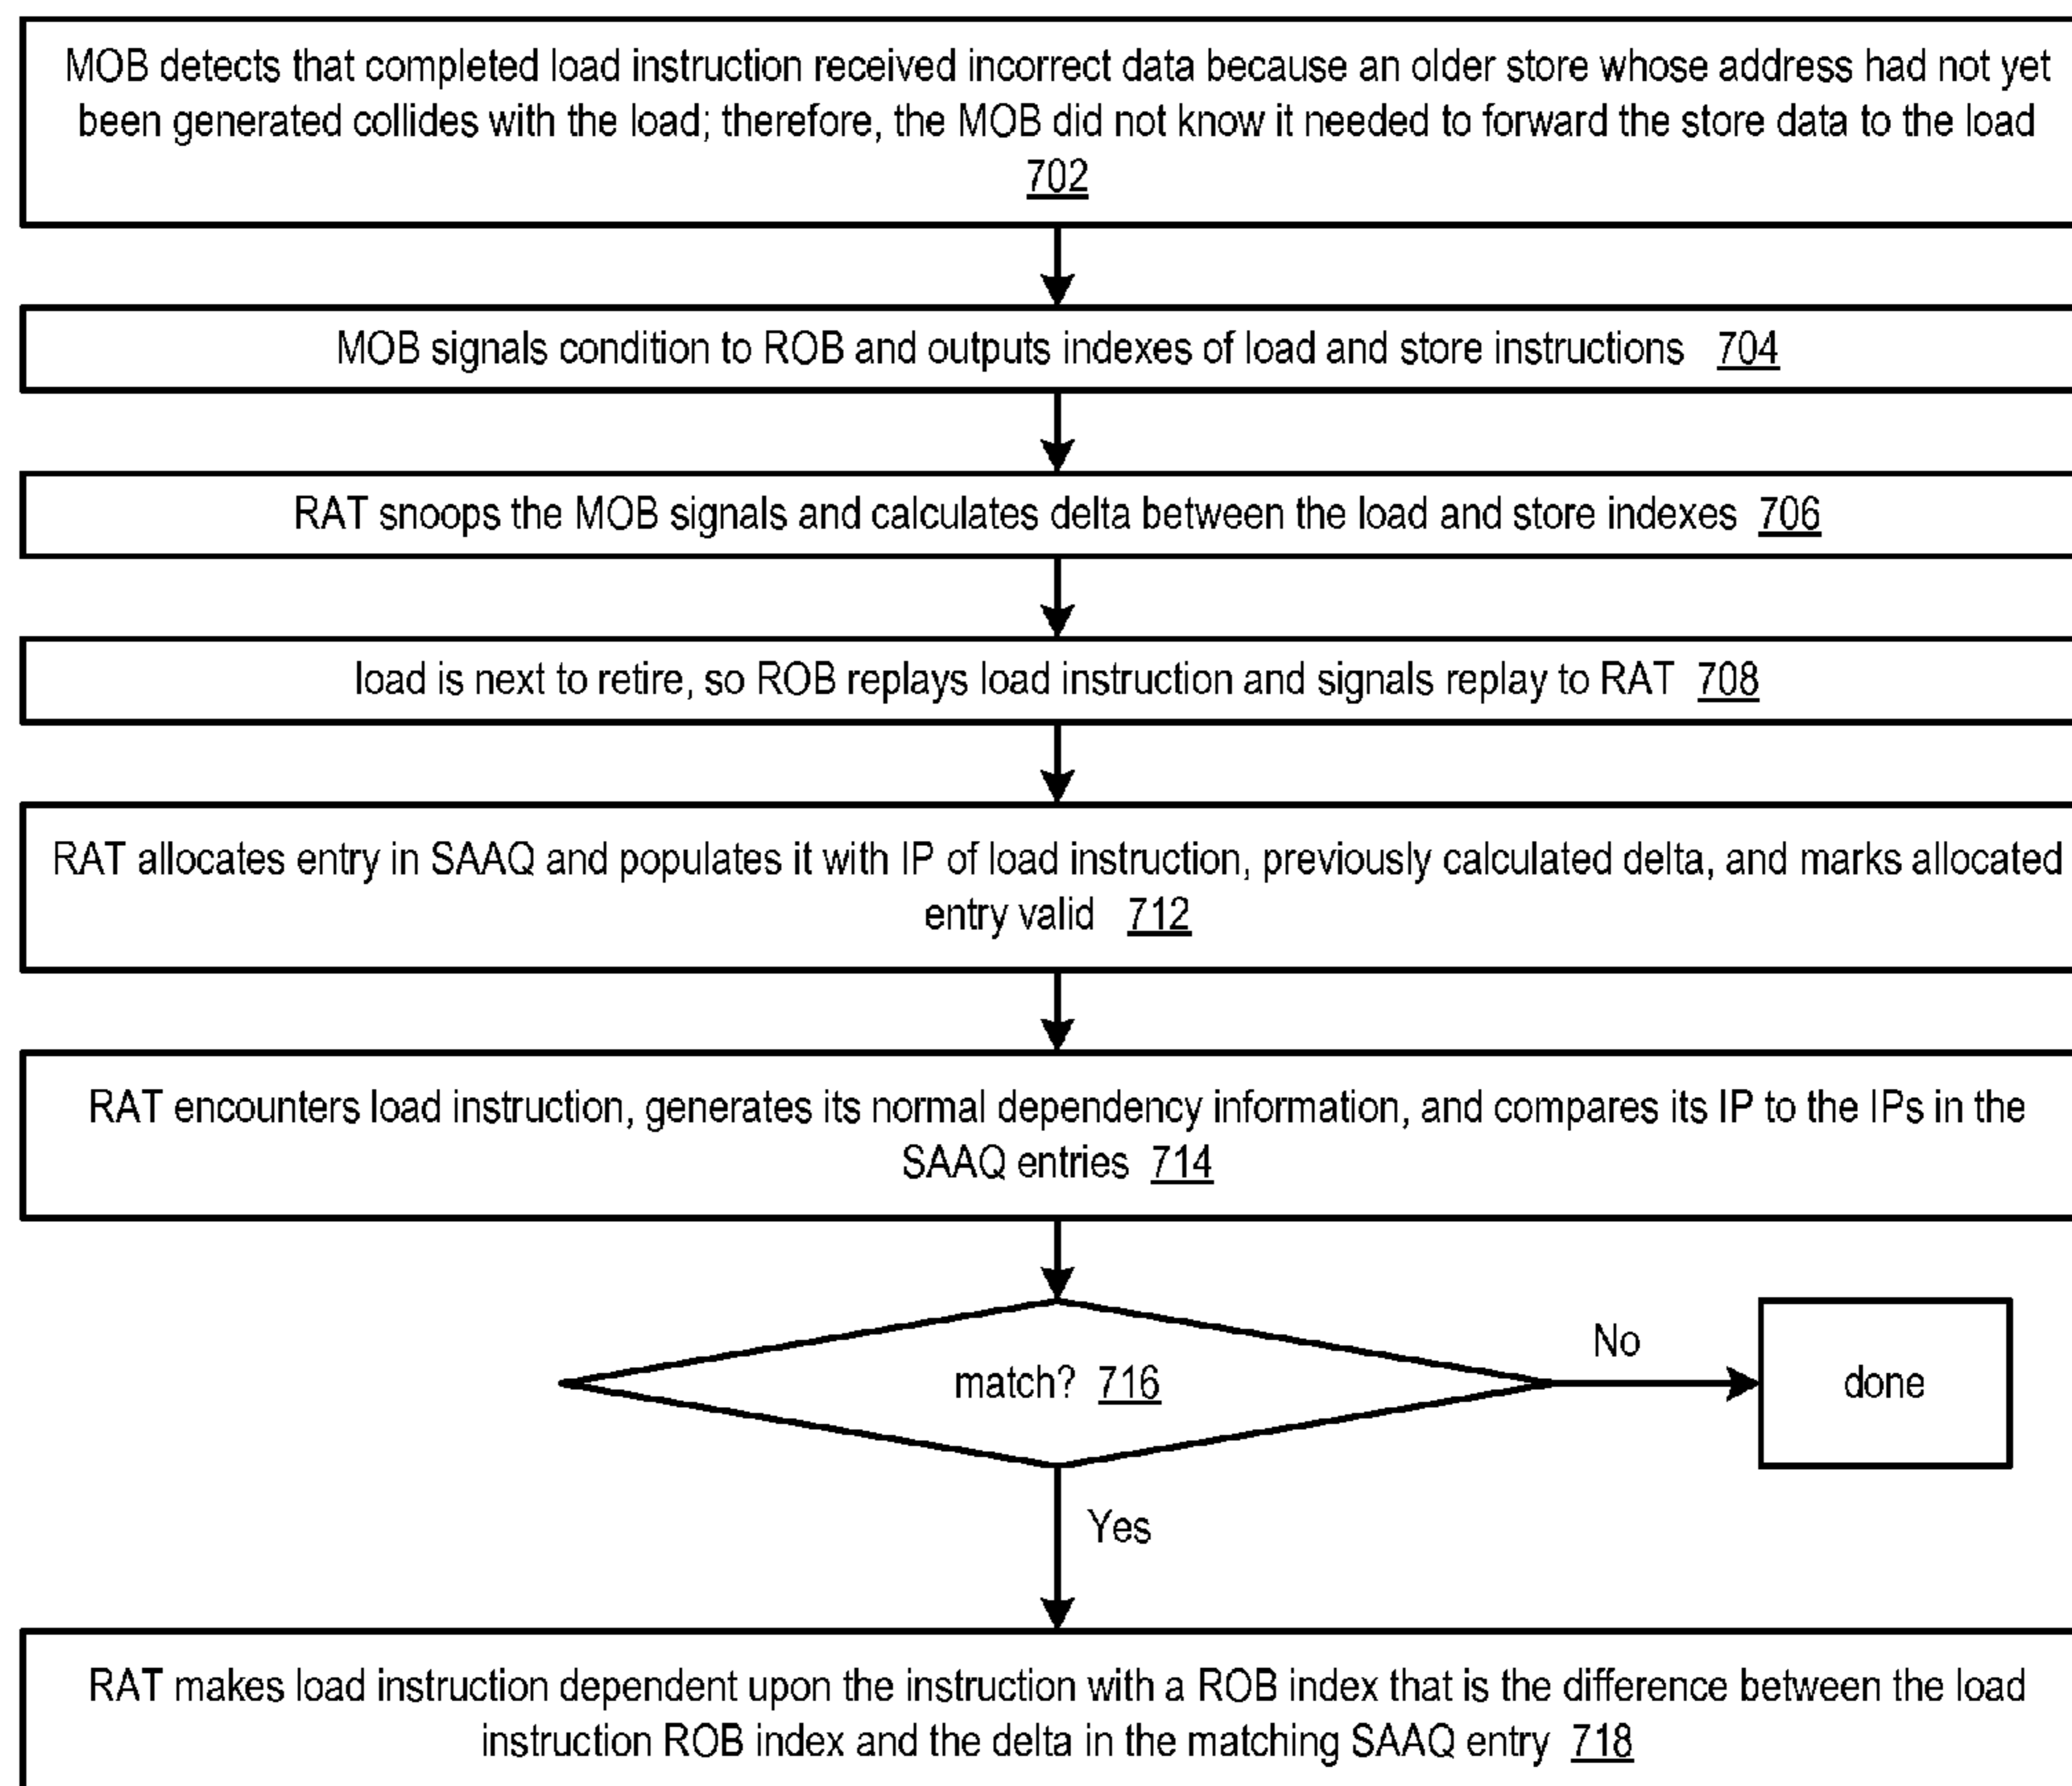 MOB detects that completed load instruction received incorrect data because an older store whose address had not yet
been generated collides with the load; therefore, the MOB did not know it needed to forward the store data to the load
702
MOB signals condition to ROB and outputs indexes of load and store instructions 704
RAT snoops the MOB signals and calculates delta between the load and store indexes 706
load is next to retire, so ROB replays load instruction and signals replay to RAT 708
RAT allocates entry in SAAQ and populates it with IP of load instruction, previously calculated delta, and marks allocated
entry valid 712
RAT encounters load instruction, generates its normal dependency information, and compares its IP to the IPs in the
SAAQ entries 714
No
match? 716
done
Yes
RAT makes load instruction dependent upon the instruction with a ROB index that is the difference between the load
instruction ROB index and the delta in the matching SAAQ entry 718